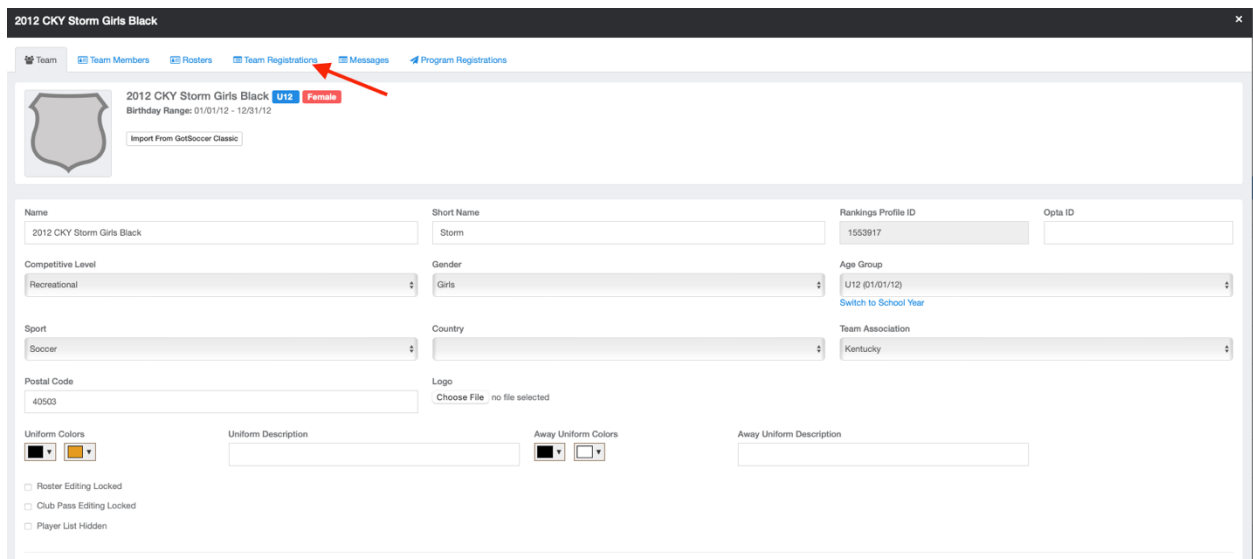 2012 CKY Storm Girls Black ×
Team Team Members Rosters Team Registrations Messages Program Registrations
2012 CKY Storm Girls Black U12 Female
Birthday Range: 01/01/12 - 12/31/12
Import From GotSoccer Classic
Name Short Name Rankings Profile ID Opta ID
2012 CKY Storm Girls Black Storm 1553917
Competitive Level Gender Age Group
Recreational Girls U12 (01/01/12)
Switch to School Year
Sport Country Team Association
Soccer Kentucky
Postal Code Logo
40503 Choose File no file selected
Uniform Colors Uniform Description Away Uniform Colors Away Uniform Description
Roster Editing Locked
Club Pass Editing Locked
Player List Hidden